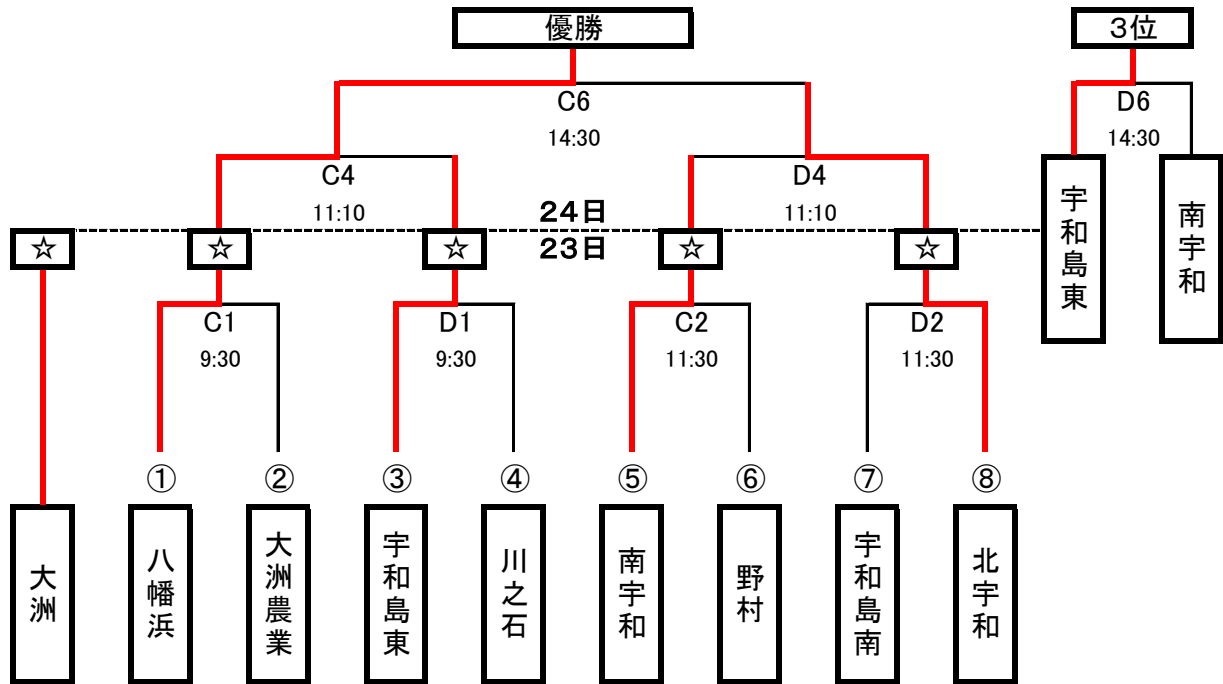 優勝
３位
C6
14:30
D6
14:30
C4
11:10
D4
11:10
宇和島東
南宇和
24日
23日
☆
☆
☆
☆
☆
C1
9:30
D1
9:30
C2
11:30
D2
11:30
①
②
③
④
⑤
⑥
⑦
⑧
大洲
八幡浜
大洲農業
宇和島東
川之石
南宇和
野村
宇和島南
北宇和